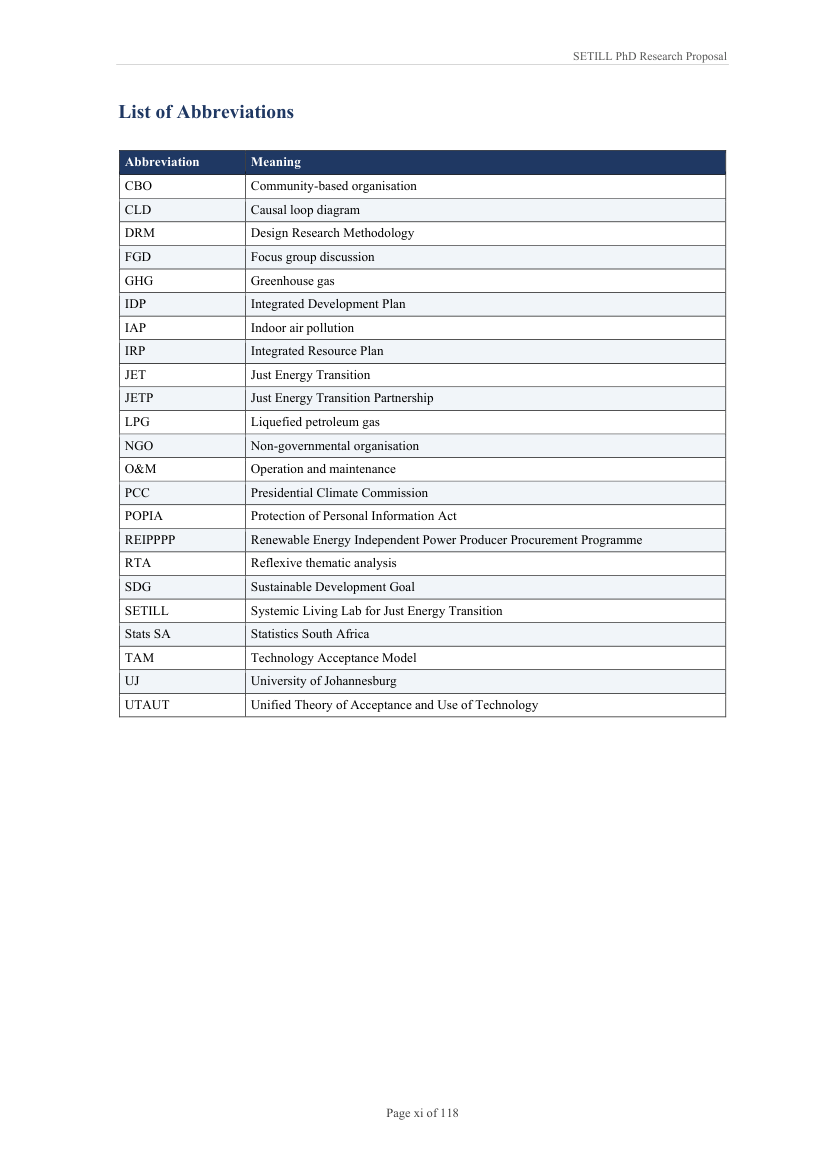 SETILL PhD Research Proposal
List of Abbreviations
Abbreviation Meaning
CBO Community-based organisation
CLD Causal loop diagram
DRM Design Research Methodology
FGD Focus group discussion
GHG Greenhouse gas
IDP Integrated Development Plan
IAP Indoor air pollution
IRP Integrated Resource Plan
JET Just Energy Transition
JETP Just Energy Transition Partnership
LPG Liquefied petroleum gas
NGO Non-governmental organisation
O&M Operation and maintenance
PCC Presidential Climate Commission
POPIA Protection of Personal Information Act
REIPPPP Renewable Energy Independent Power Producer Procurement Programme
RTA Reflexive thematic analysis
SDG Sustainable Development Goal
SETILL Systemic Living Lab for Just Energy Transition
Stats SA Statistics South Africa
TAM Technology Acceptance Model
UJ University of Johannesburg
UTAUT Unified Theory of Acceptance and Use of Technology
Page xi of 118